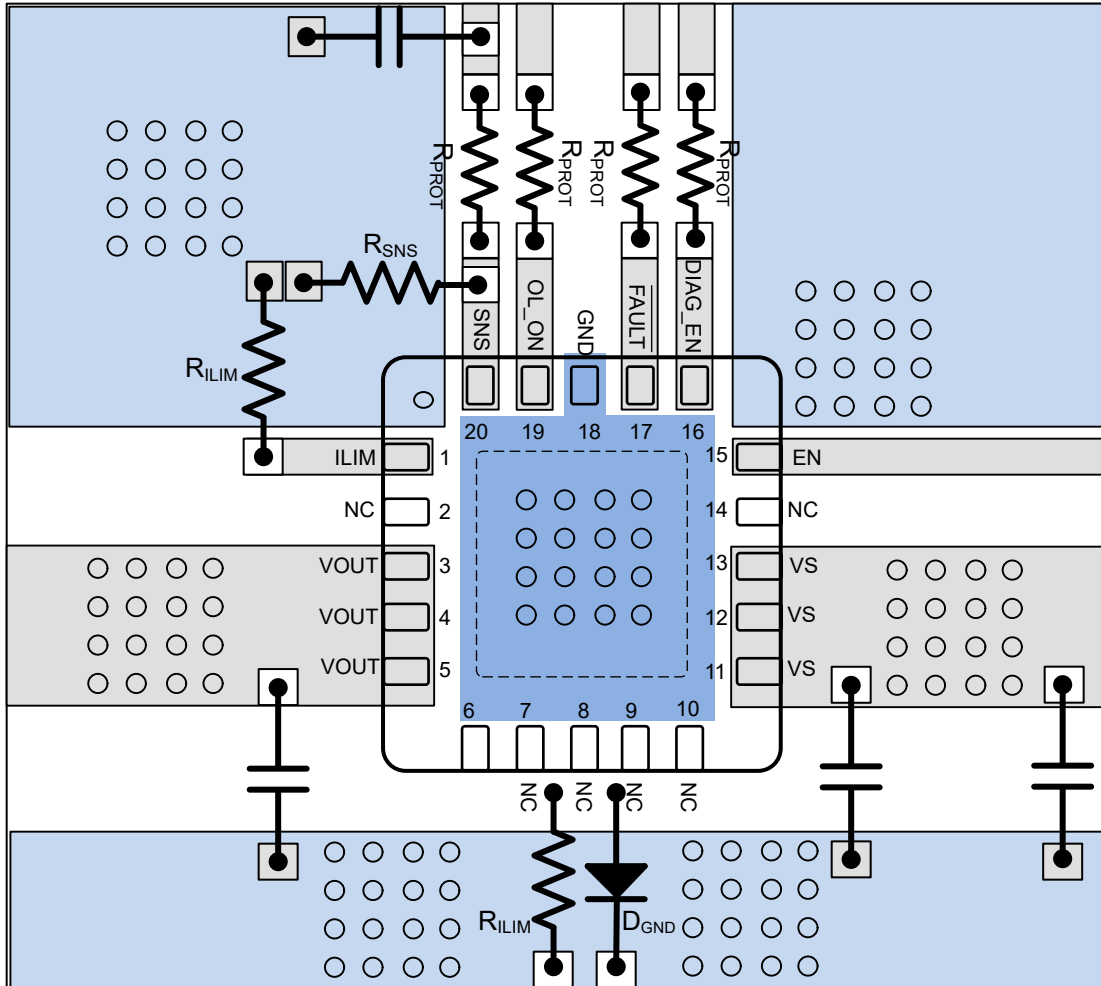 RPROT
RPROT
RPROT
RPROT
RSNS
RILIM
SNS
OL_ON
GND
FAULT
DIAG_EN
20
19
18
17
16
ILIM
1
15
EN
NC
2
14
NC
VOUT
3
13
VS
VOUT
4
12
VS
VOUT
5
11
VS
6
7
8
9
10
NC
NC
NC
NC
RILIM
DGND